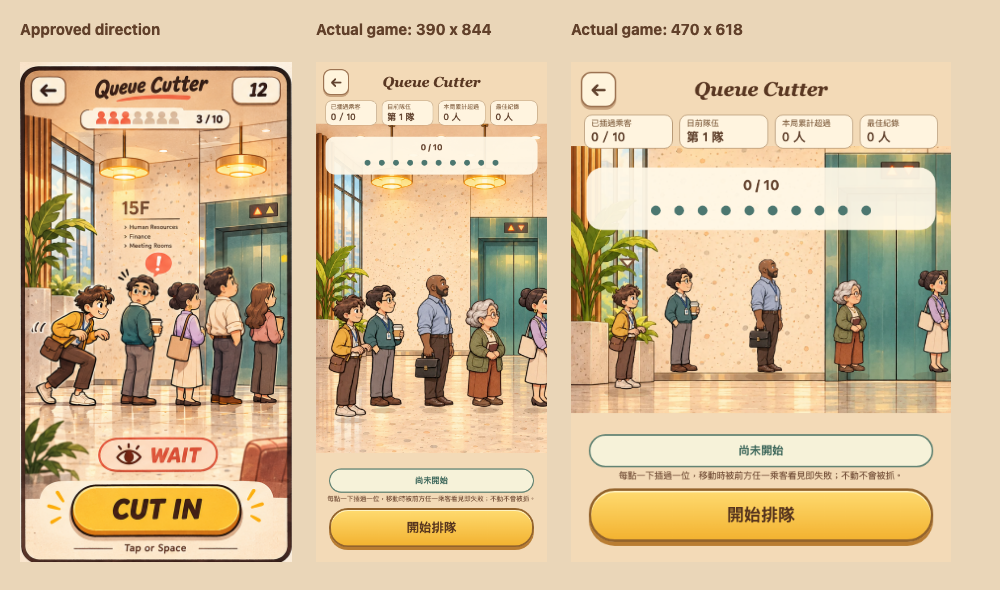 Approved direction
Queue Cutter
12
3 / 10
15F
› Human Resources
› Finance
› Meeting Rooms
!
WAIT
CUT IN
Tap or Space
Actual game: 390 x 844
Queue Cutter
已插過乘客
0 / 10
目前隊伍
第 1 隊
本局累計超過
0 人
最佳紀錄
0 人
0 / 10
尚未開始
每點一下插過一位，移動時被前方任一乘客看見即失敗；不動不會被抓。
開始排隊
Actual game: 470 x 618
Queue Cutter
已插過乘客
0 / 10
目前隊伍
第 1 隊
本局累計超過
0 人
最佳紀錄
0 人
0 / 10
尚未開始
每點一下插過一位，移動時被前方任一乘客看見即失敗；不動不會被抓。
開始排隊